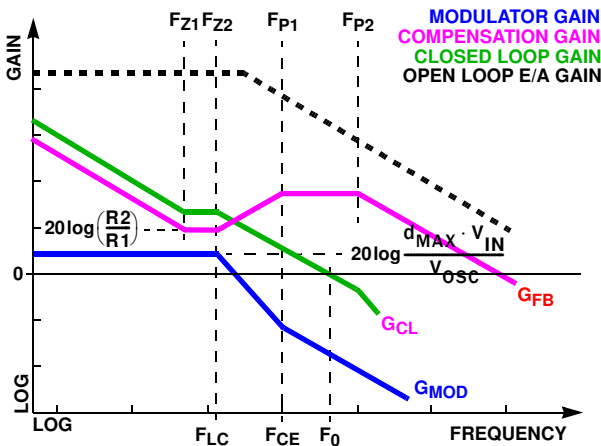 F_Z1 F_Z2 F_P1 F_P2
MODULATOR GAIN
COMPENSATION GAIN
CLOSED LOOP GAIN
OPEN LOOP E/A GAIN
GAIN
20log(R2/R1)
20log d_MAX · V_IN / V_OSC
0
G_FB
G_CL
G_MOD
LOG
LOG
F_LC F_CE F_0
FREQUENCY